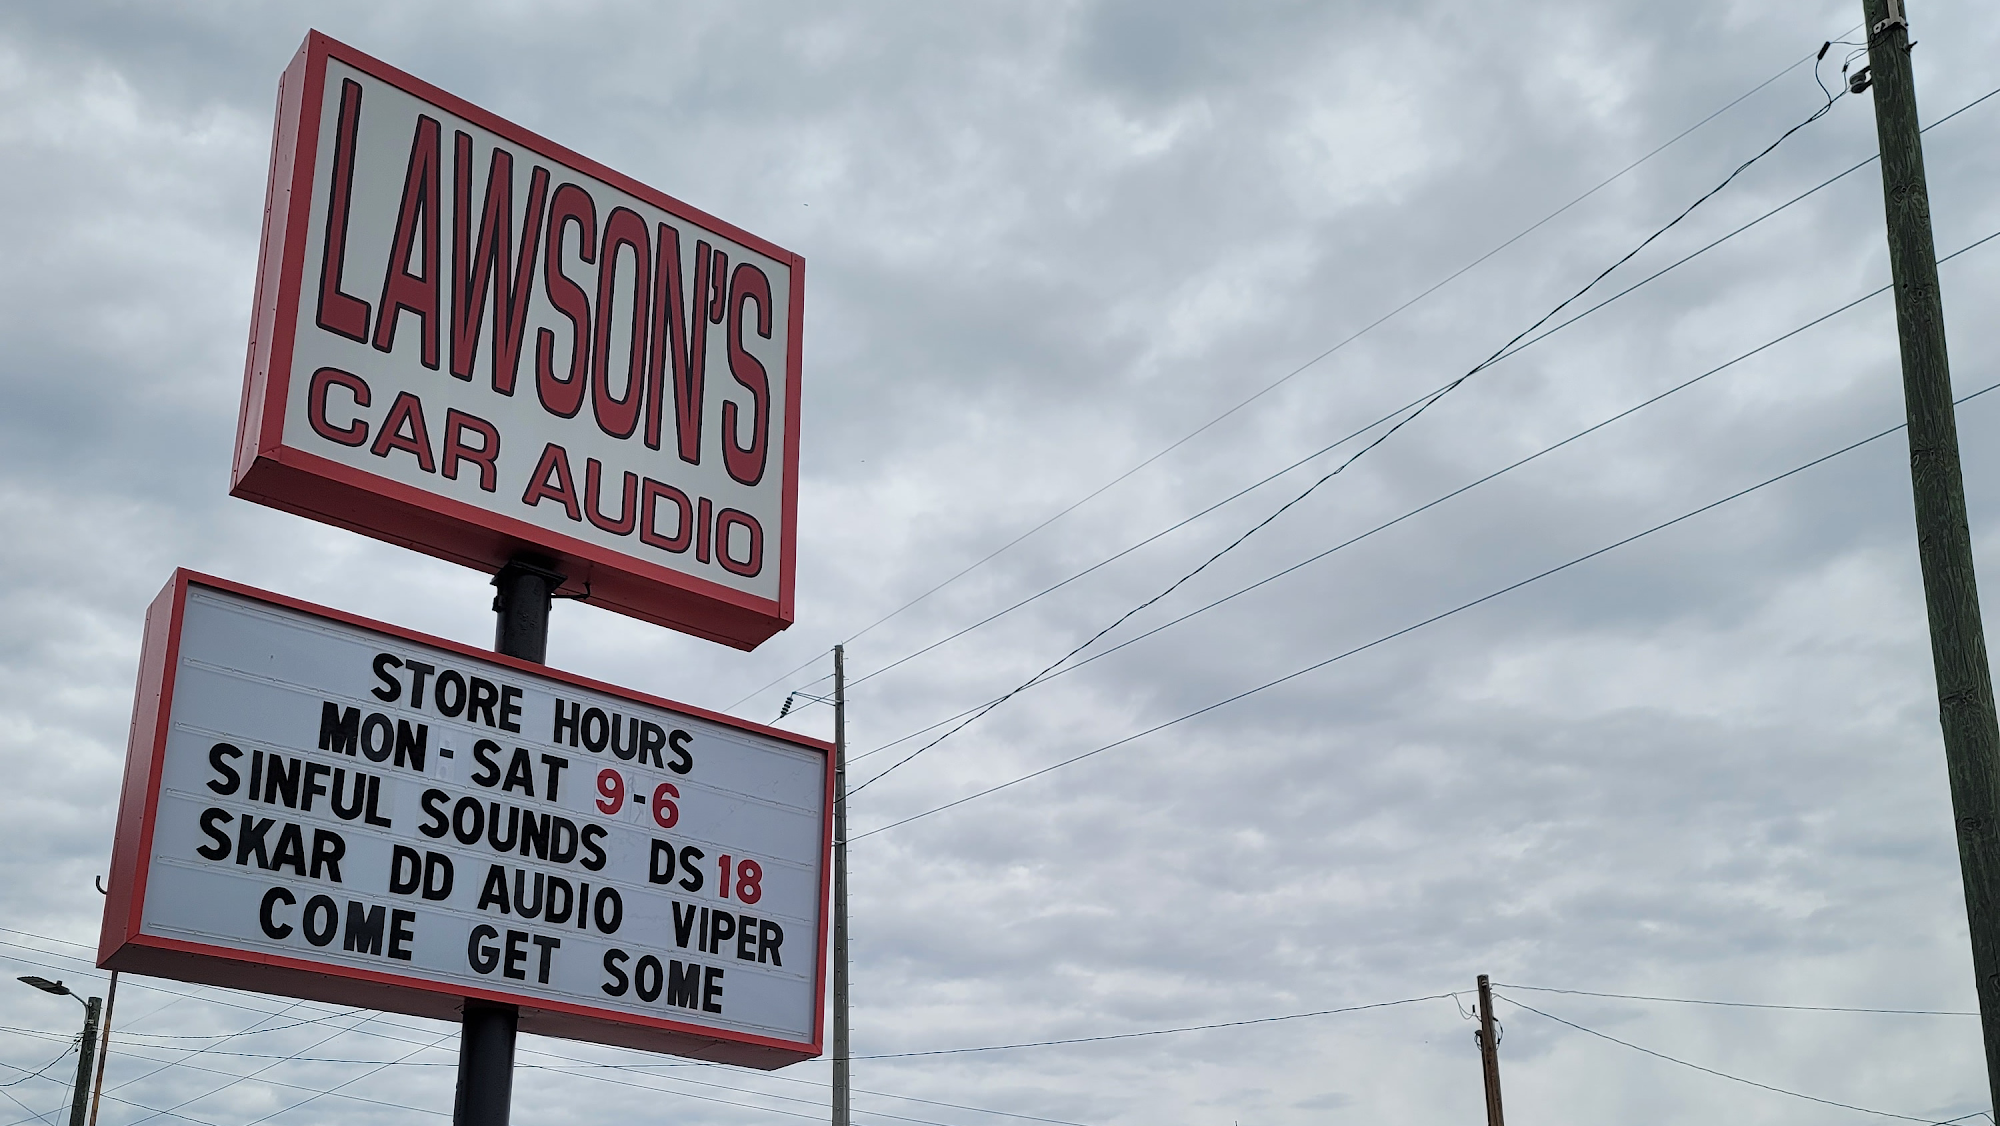 LAWSON'S
CAR AUDIO
STORE HOURS
MON - SAT 9-6
SINFUL SOUNDS DS18
SKAR DD AUDIO VIPER
COME GET SOME